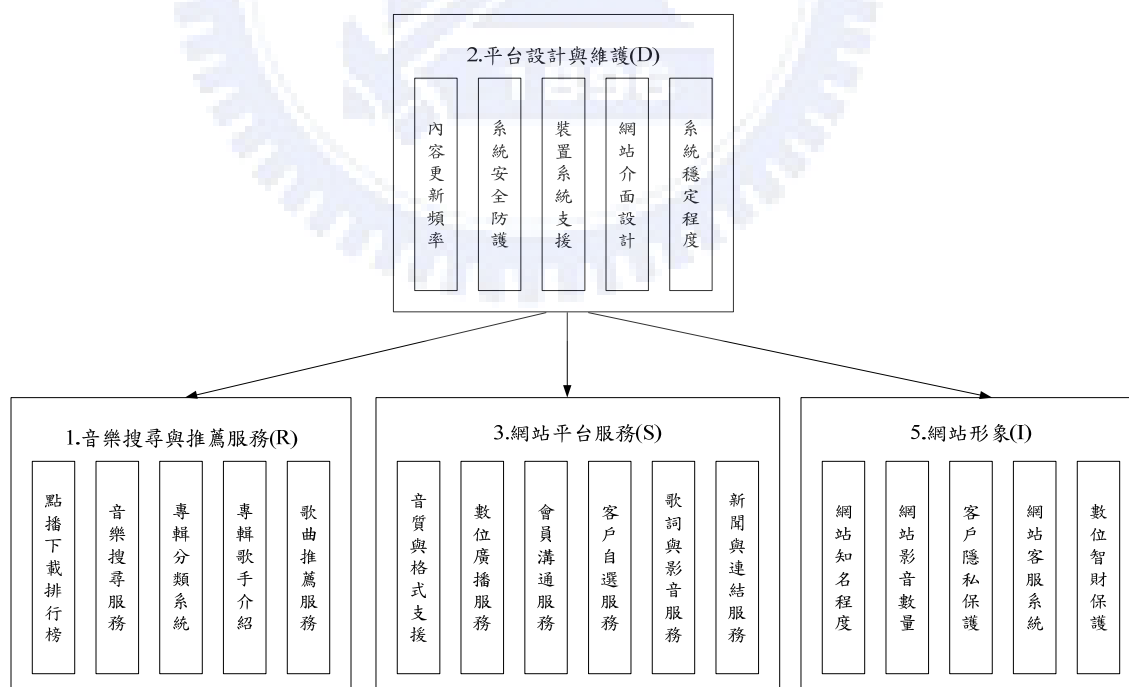 2.平台設計與維護(D)
內容更新頻率
系統安全防護
裝置系統支援
網站介面設計
系統穩定程度
1.音樂搜尋與推薦服務(R)
點播下載排行榜
音樂搜尋服務
專輯分類系統
專輯歌手介紹
歌曲推薦服務
3.網站平台服務(S)
音質與格式支援
數位廣播服務
會員溝通服務
客戶自選服務
歌詞與影音服務
新聞與連結服務
5.網站形象(I)
網站知名程度
網站影音數量
客戶隱私保護
網站客服系統
數位智財保護